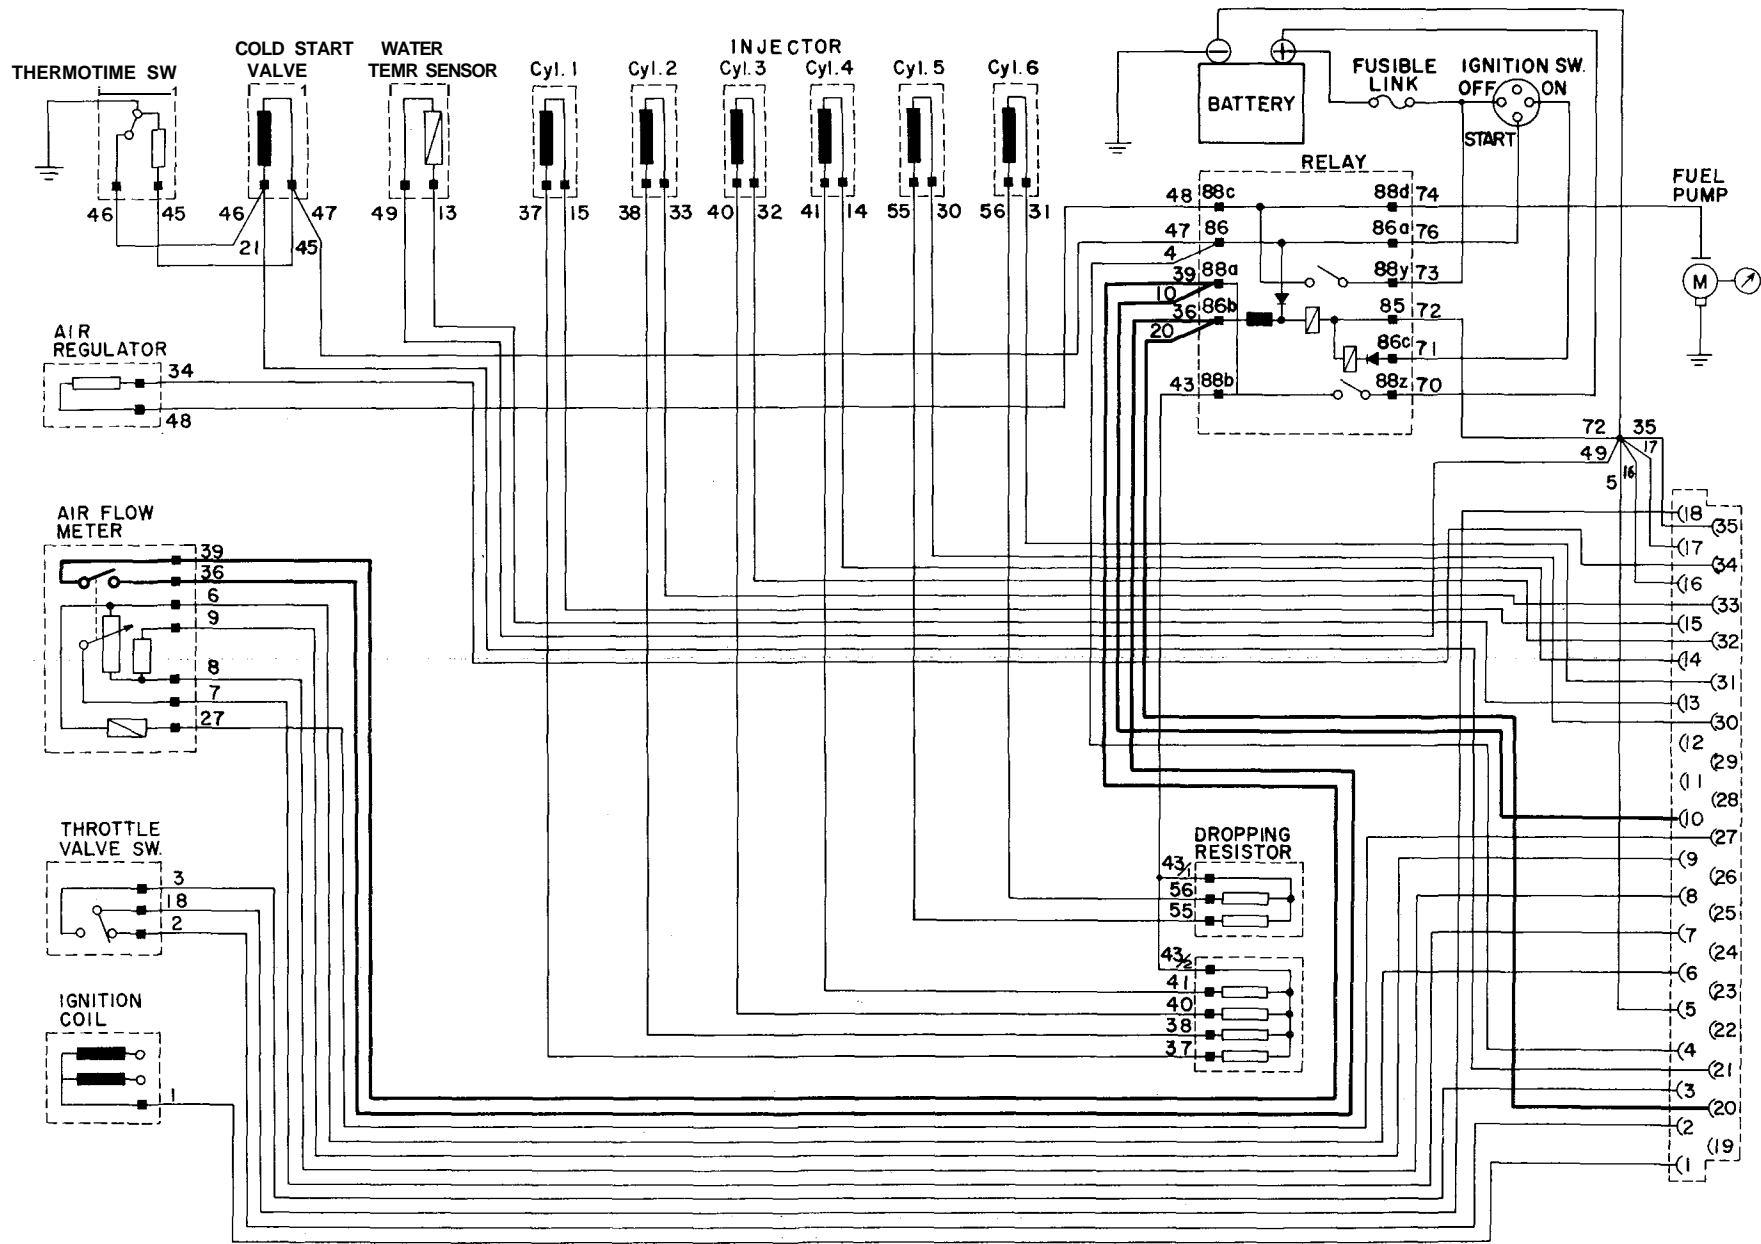 INJECTOR
COLD START
VALVE
WATER
TEMR SENSOR
THERMOTIME SW
Cyl. 1
Cyl. 2
Cyl. 3
Cyl. 4
Cyl. 5
Cyl. 6
46
45
46
47
21
45
49
13
37
15
38
33
40
32
41
14
55
30
56
31
BATTERY
FUSIBLE
LINK
IGNITION SW.
OFF
ON
START
RELAY
48
88c
88d
74
47
86
86a
76
4
39
88a
88y
73
10
36
86b
85
72
20
86c
71
43
88b
88z
70
FUEL
PUMP
M
AIR
REGULATOR
34
48
72
35
49
17
16
5
AIR FLOW
METER
39
36
6
9
8
7
27
THROTTLE
VALVE SW.
3
18
2
IGNITION
COIL
1
DROPPING
RESISTOR
43/1
56
55
43/2
41
40
38
37
(18
(35
(17
(34
(16
(33
(15
(32
(14
(31
(13
(30
(12
(29
(11
(28
(10
(27
(9
(26
(8
(25
(7
(24
(6
(23
(5
(22
(4
(21
(3
(20
(2
(19
(1